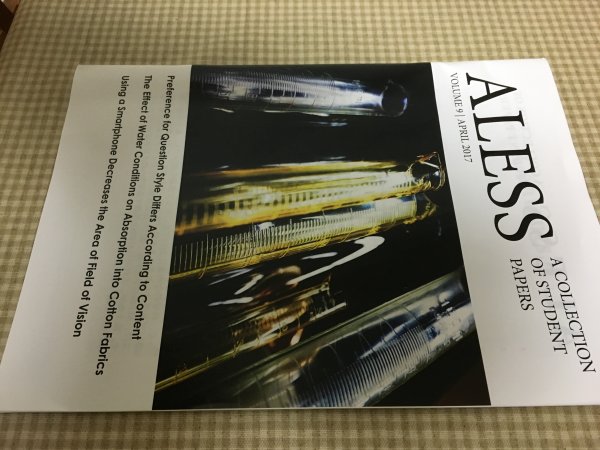 ALESS
A COLLECTION
OF STUDENT
PAPERS
VOLUME 9 | APRIL 2017
Preference for Question Style Differs According to Content
The Effect of Water Conditions on Absorption into Cotton Fabrics
Using a Smartphone Decreases the Area of Field of Vision